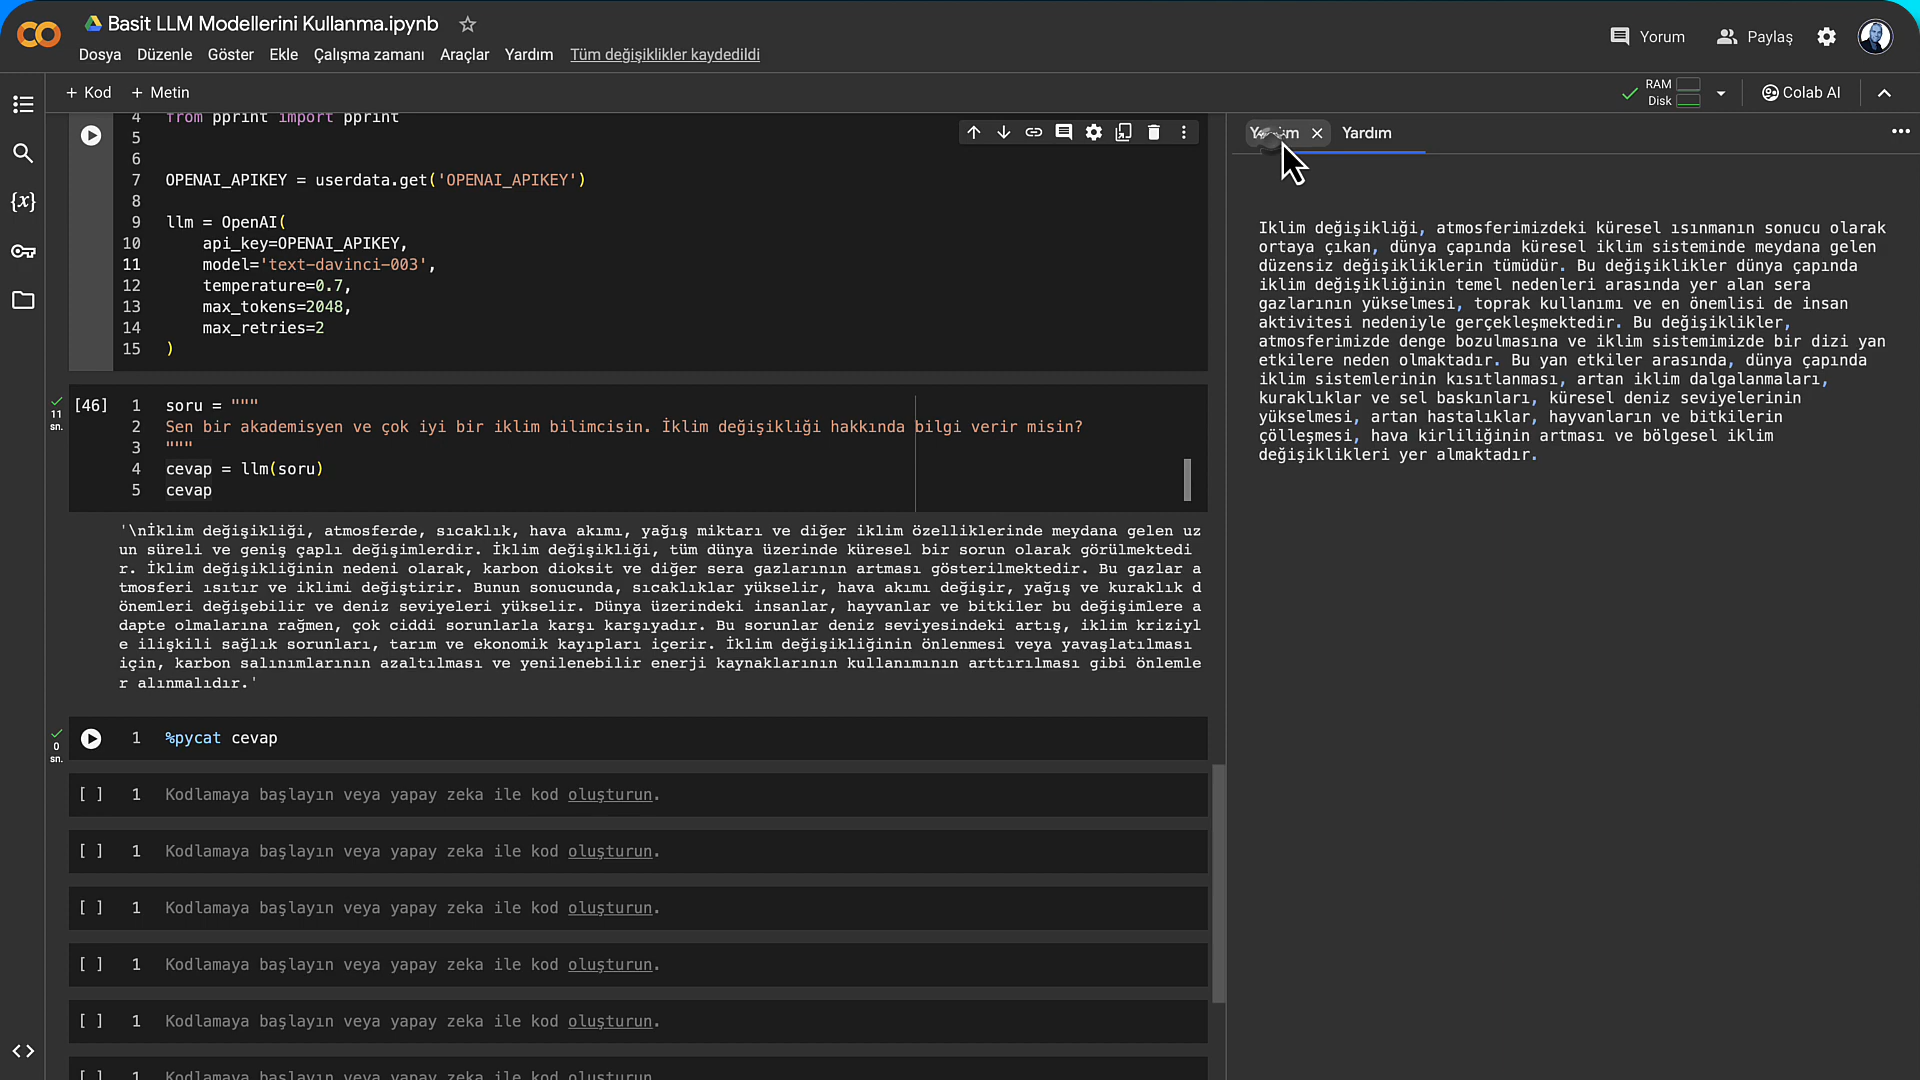 Basit LLM Modellerini Kullanma.ipynb
Dosya Düzenle Göster Ekle Çalışma zamanı Araçlar Yardım Tüm değişiklikler kaydedildi
Yorum
Paylaş
+ Kod + Metin
RAM
Disk
Colab AI
4 from pprint import pprint
5
6
7 OPENAI_APIKEY = userdata.get('OPENAI_APIKEY')
8
9 llm = OpenAI(
10 api_key=OPENAI_APIKEY,
11 model='text-davinci-003',
12 temperature=0.7,
13 max_tokens=2048,
14 max_retries=2
15 )
11 sn.
[46] 1 soru = """
2 Sen bir akademisyen ve çok iyi bir iklim bilimcisin. İklim değişikliği hakkında bilgi verir misin?
3 """
4 cevap = llm(soru)
5 cevap
'\nİklim değişikliği, atmosferde, sıcaklık, hava akımı, yağış miktarı ve diğer iklim özelliklerinde meydana gelen uz
un süreli ve geniş çaplı değişimlerdir. İklim değişikliği, tüm dünya üzerinde küresel bir sorun olarak görülmektedi
r. İklim değişikliğinin nedeni olarak, karbon dioksit ve diğer sera gazlarının artması gösterilmektedir. Bu gazlar a
tmosferi ısıtır ve iklimi değiştirir. Bunun sonucunda, sıcaklıklar yükselir, hava akımı değişir, yağış ve kuraklık d
önemleri değişebilir ve deniz seviyeleri yükselir. Dünya üzerindeki insanlar, hayvanlar ve bitkiler bu değişimlere a
dapte olmalarına rağmen, çok ciddi sorunlarla karşı karşıyadır. Bu sorunlar deniz seviyesindeki artış, iklim kriziyl
e ilişkili sağlık sorunları, tarım ve ekonomik kayıpları içerir. İklim değişikliğinin önlenmesi veya yavaşlatılması
için, karbon salınımlarının azaltılması ve yenilenebilir enerji kaynaklarının kullanımının arttırılması gibi önlemle
r alınmalıdır.'
0 sn.
1 %pycat cevap
[ ] 1 Kodlamaya başlayın veya yapay zeka ile kod oluşturun.
[ ] 1 Kodlamaya başlayın veya yapay zeka ile kod oluşturun.
[ ] 1 Kodlamaya başlayın veya yapay zeka ile kod oluşturun.
[ ] 1 Kodlamaya başlayın veya yapay zeka ile kod oluşturun.
[ ] 1 Kodlamaya başlayın veya yapay zeka ile kod oluşturun.
[ ] 1 Kodlamaya başlayın veya yapay zeka ile kod oluşturun.
Yardım
Iklim değişikliği, atmosferimizdeki küresel ısınmanın sonucu olarak
ortaya çıkan, dünya çapında küresel iklim sisteminde meydana gelen
düzensiz değişikliklerin tümüdür. Bu değişiklikler dünya çapında
iklim değişikliğinin temel nedenleri arasında yer alan sera
gazlarının yükselmesi, toprak kullanımı ve en önemlisi de insan
aktivitesi nedeniyle gerçekleşmektedir. Bu değişiklikler,
atmosferimizde denge bozulmasına ve iklim sistemimizde bir dizi yan
etkilere neden olmaktadır. Bu yan etkiler arasında, dünya çapında
iklim sistemlerinin kısıtlanması, artan iklim dalgalanmaları,
kuraklıklar ve sel baskınları, küresel deniz seviyelerinin
yükselmesi, artan hastalıklar, hayvanların ve bitkilerin
çölleşmesi, hava kirliliğinin artması ve bölgesel iklim
değişiklikleri yer almaktadır.